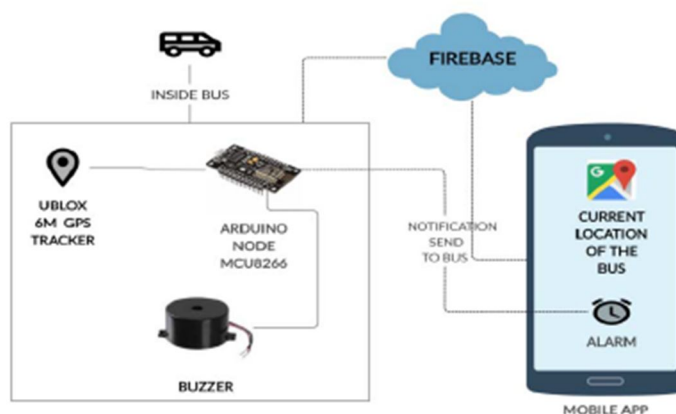 FIREBASE
INSIDE BUS
UBLOX
6M GPS
TRACKER
ARDUINO
NODE
MCU8266
BUZZER
NOTIFICATION
SEND
TO BUS
G
CURRENT
LOCATION
OF THE
BUS
ALARM
MOBILE APP